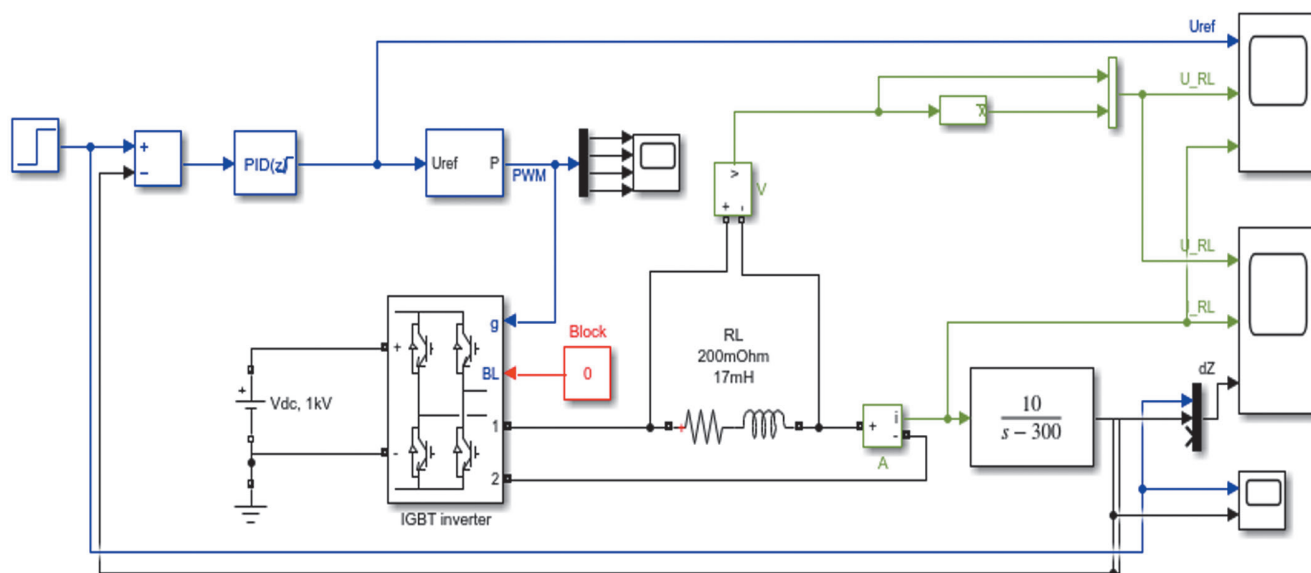 Uref
U_RL
+
−
PID(z)
Uref
P
PWM
V
+
-
V
U_RL
I_RL
g
Block
BL
0
RL
200mOhm
17mH
+
Vdc, 1kV
+
-
1
2
+
+
i
-
A
10
s − 300
dZ
IGBT inverter